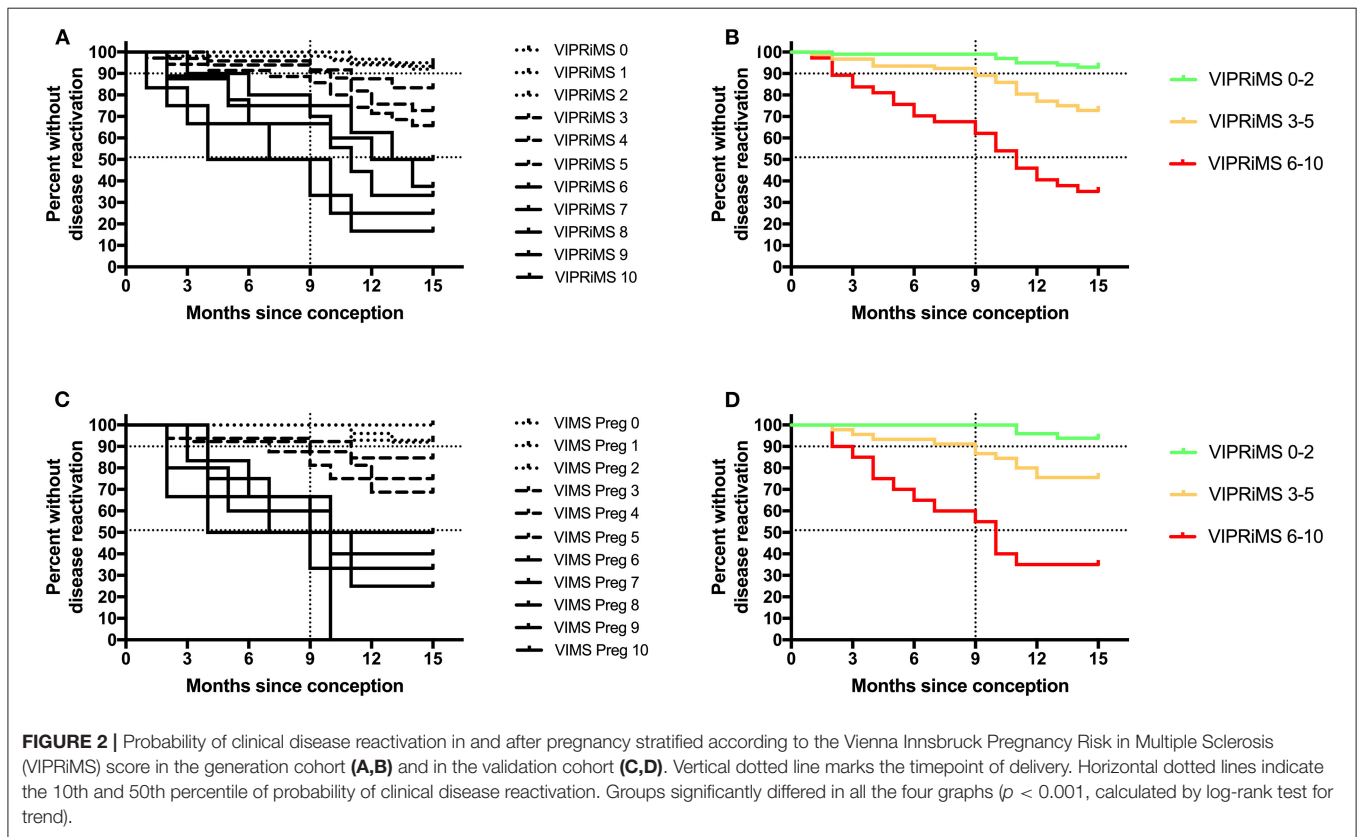 A
Percent without
disease reactivation
100
90
80
70
60
50
40
30
20
10
0
0 3 6 9 12 15
Months since conception
VIPRiMS 0
VIPRiMS 1
VIPRiMS 2
VIPRiMS 3
VIPRiMS 4
VIPRiMS 5
VIPRiMS 6
VIPRiMS 7
VIPRiMS 8
VIPRiMS 9
VIPRiMS 10
B
Percent without
disease reactivation
100
90
80
70
60
50
40
30
20
10
0
0 3 6 9 12 15
Months since conception
VIPRiMS 0-2
VIPRiMS 3-5
VIPRiMS 6-10
C
Percent without
disease reactivation
100
90
80
70
60
50
40
30
20
10
0
0 3 6 9 12 15
Months since conception
VIMS Preg 0
VIMS Preg 1
VIMS Preg 2
VIMS Preg 3
VIMS Preg 4
VIMS Preg 5
VIMS Preg 6
VIMS Preg 7
VIMS Preg 8
VIMS Preg 9
VIMS Preg 10
D
Percent without
disease reactivation
100
90
80
70
60
50
40
30
20
10
0
0 3 6 9 12 15
Months since conception
VIPRiMS 0-2
VIPRiMS 3-5
VIPRiMS 6-10
FIGURE 2 | Probability of clinical disease reactivation in and after pregnancy stratified according to the Vienna Innsbruck Pregnancy Risk in Multiple Sclerosis
(VIPRiMS) score in the generation cohort (A,B) and in the validation cohort (C,D). Vertical dotted line marks the timepoint of delivery. Horizontal dotted lines indicate
the 10th and 50th percentile of probability of clinical disease reactivation. Groups significantly differed in all the four graphs (p < 0.001, calculated by log-rank test for
trend).